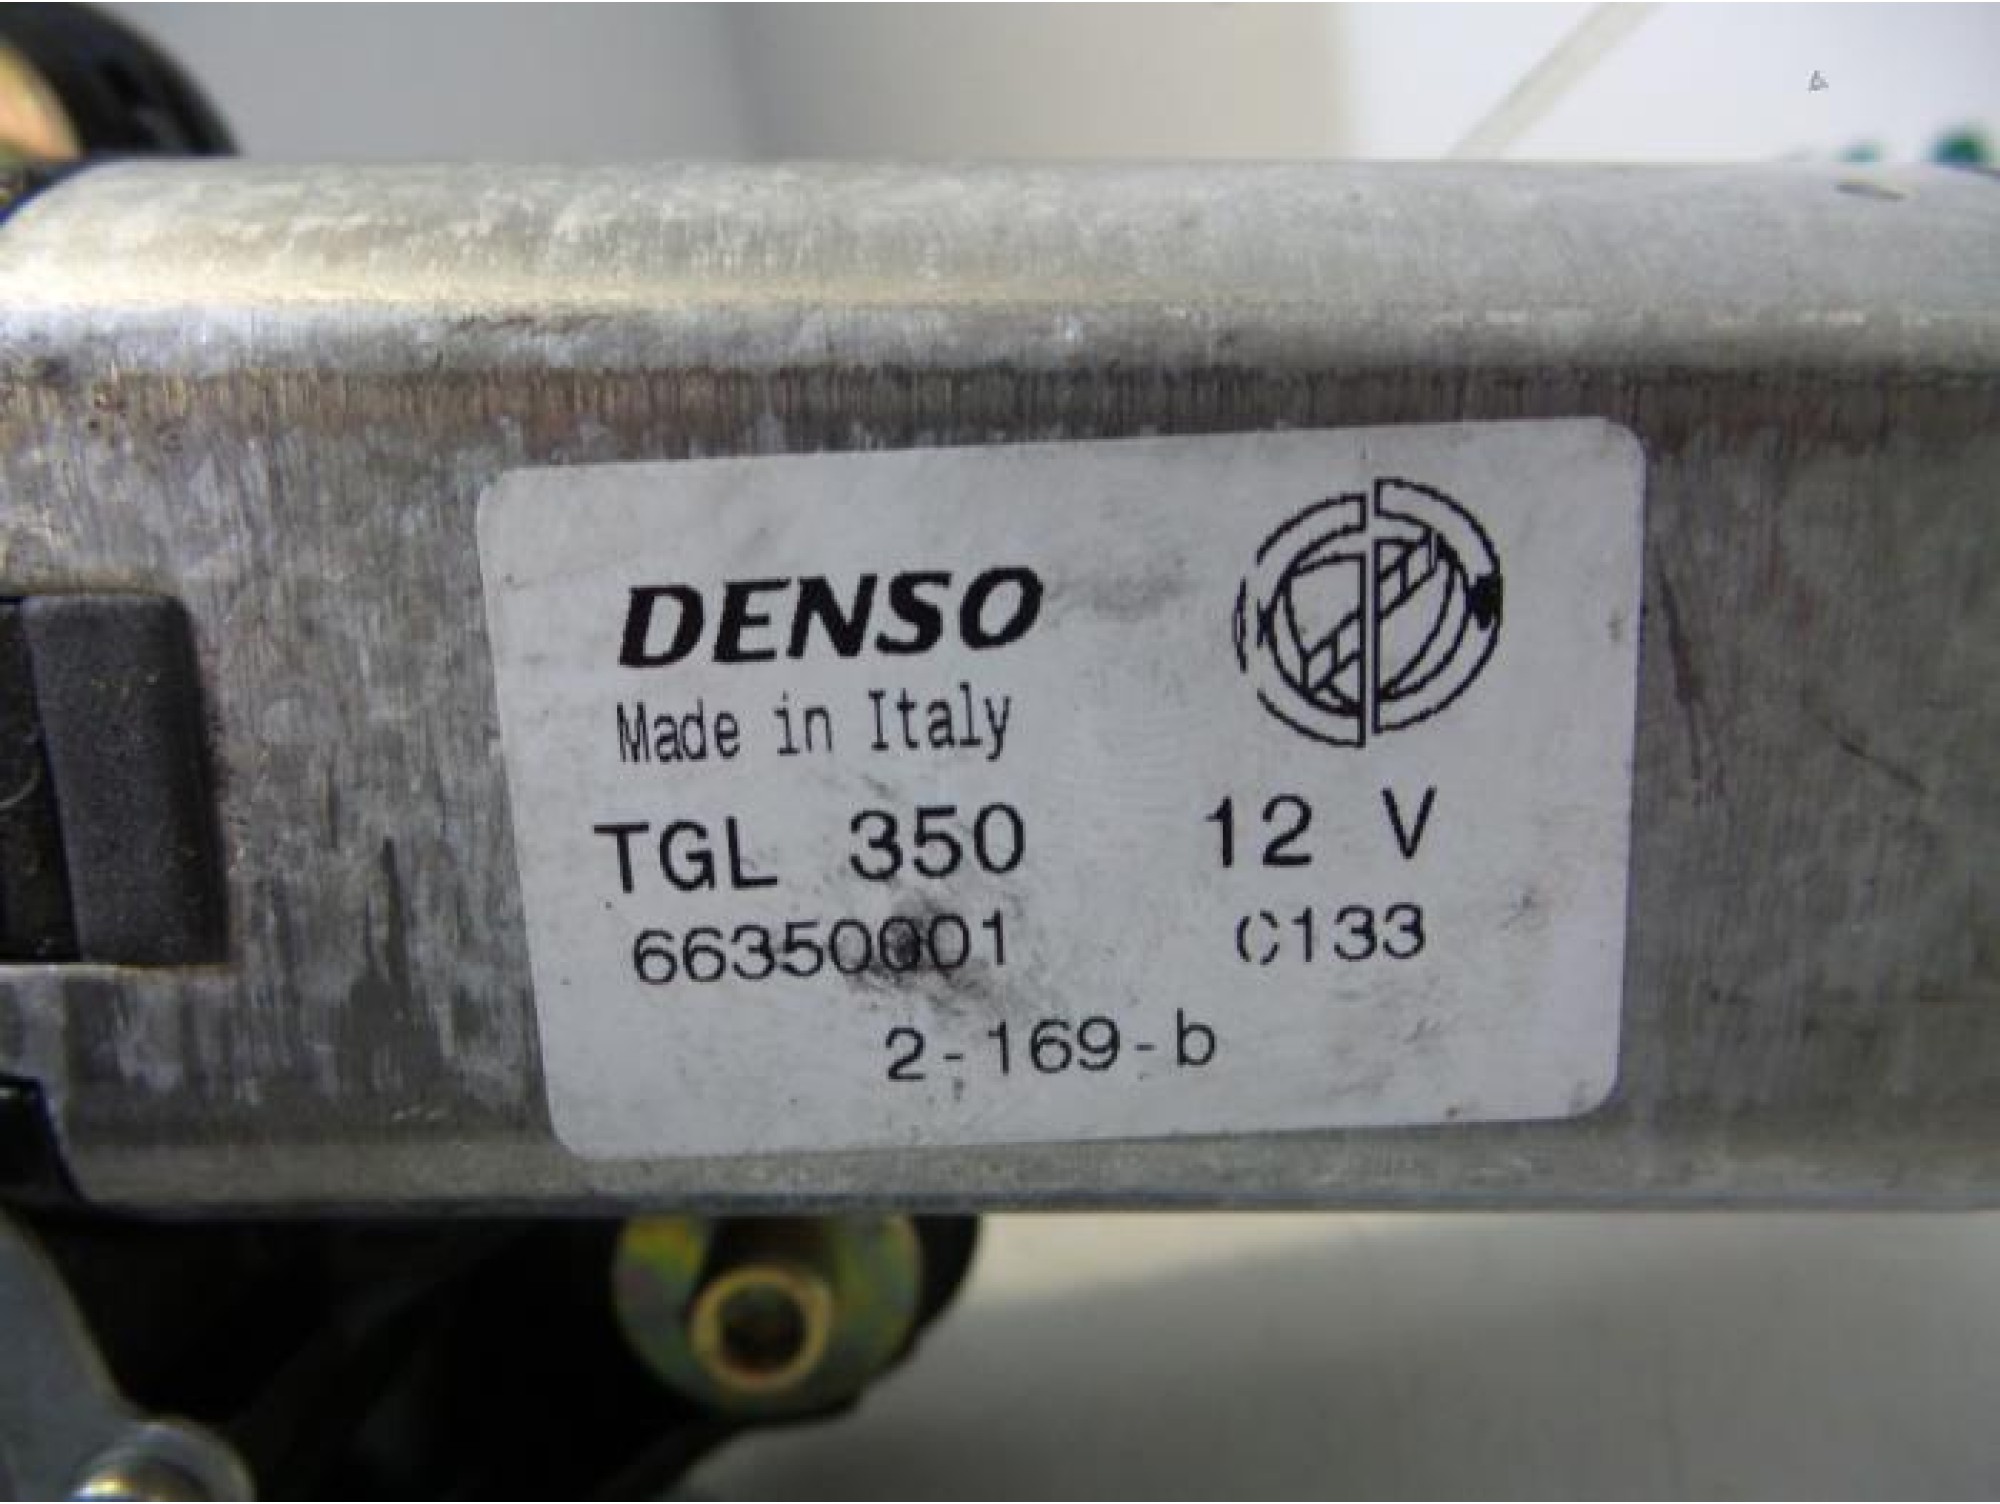 DENSO
Made in Italy
TGL 350 12 V
66350001 C133
2-169-b